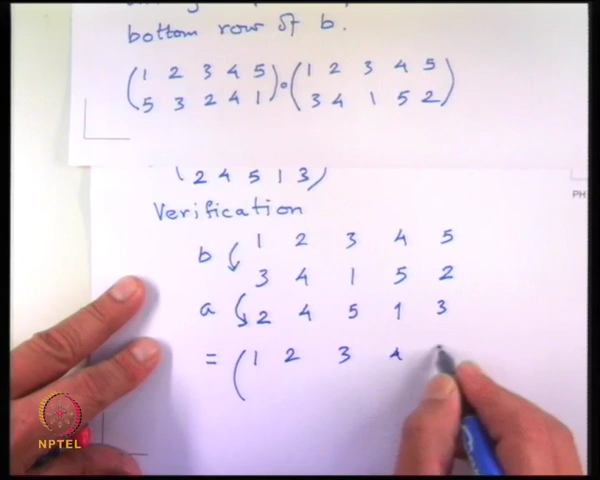 bottom row of b.
(1 2 3 4 5)∘(1 2 3 4 5)
(5 3 2 4 1) (3 4 1 5 2)
(2 4 5 1 3)
Verification
b 1 2 3 4 5
3 4 1 5 2
a 2 4 5 1 3
= (1 2 3 4
PH
NPTEL